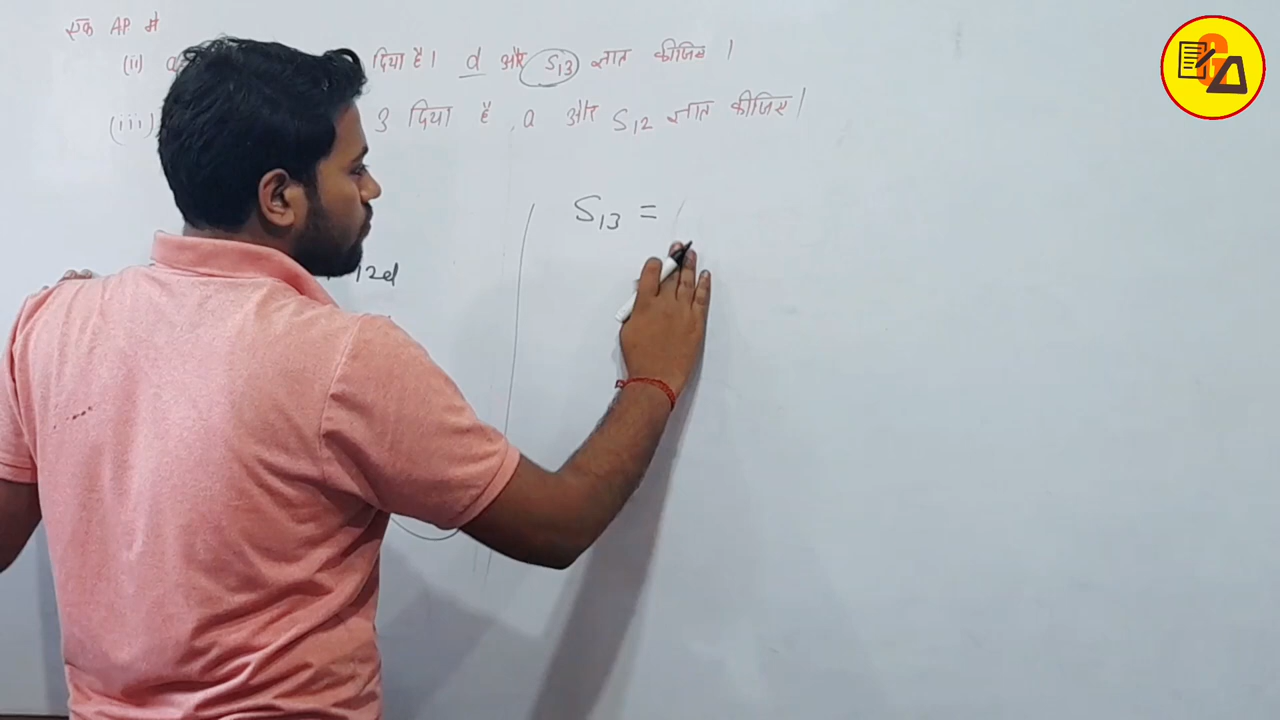 एक AP में
(ii) a दिया है। d और S13 ज्ञात कीजिए।
(iii) 3 दिया है, a और S12 ज्ञात कीजिए।
S13 =
12d